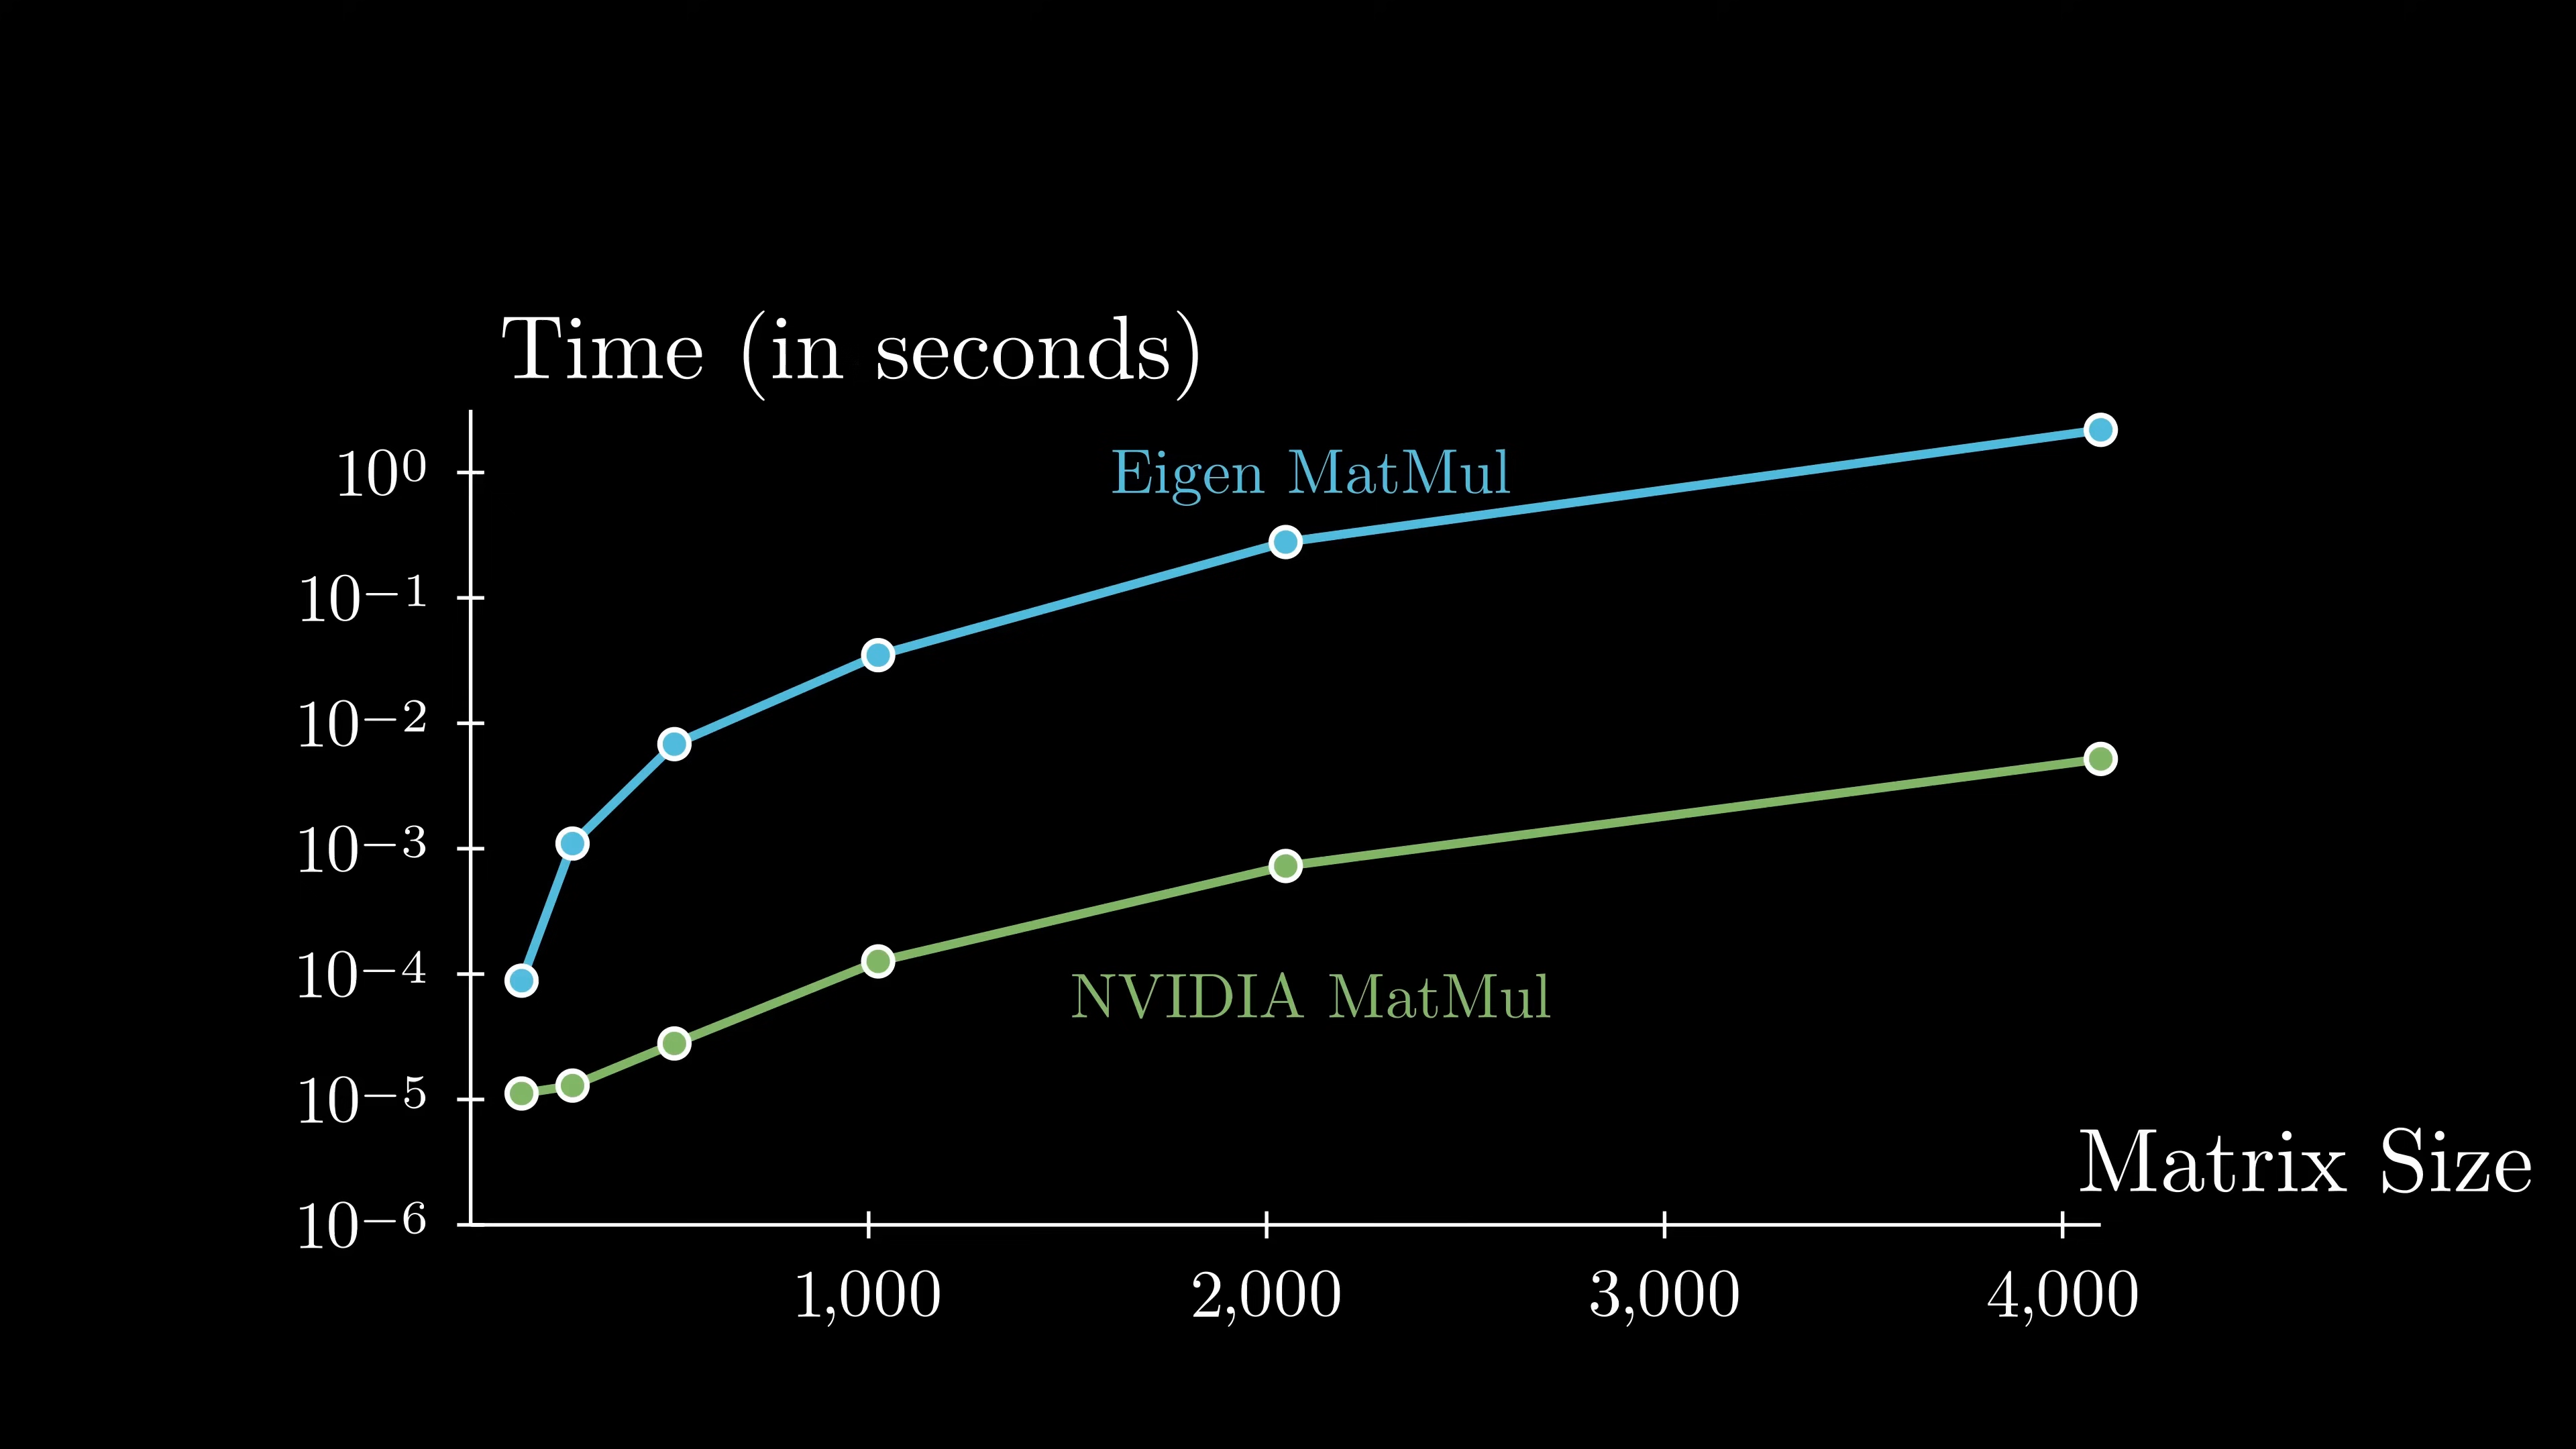 Time (in seconds)
10⁰
Eigen MatMul
10⁻¹
10⁻²
10⁻³
10⁻⁴
NVIDIA MatMul
10⁻⁵
Matrix Size
10⁻⁶
1,000 2,000 3,000 4,000